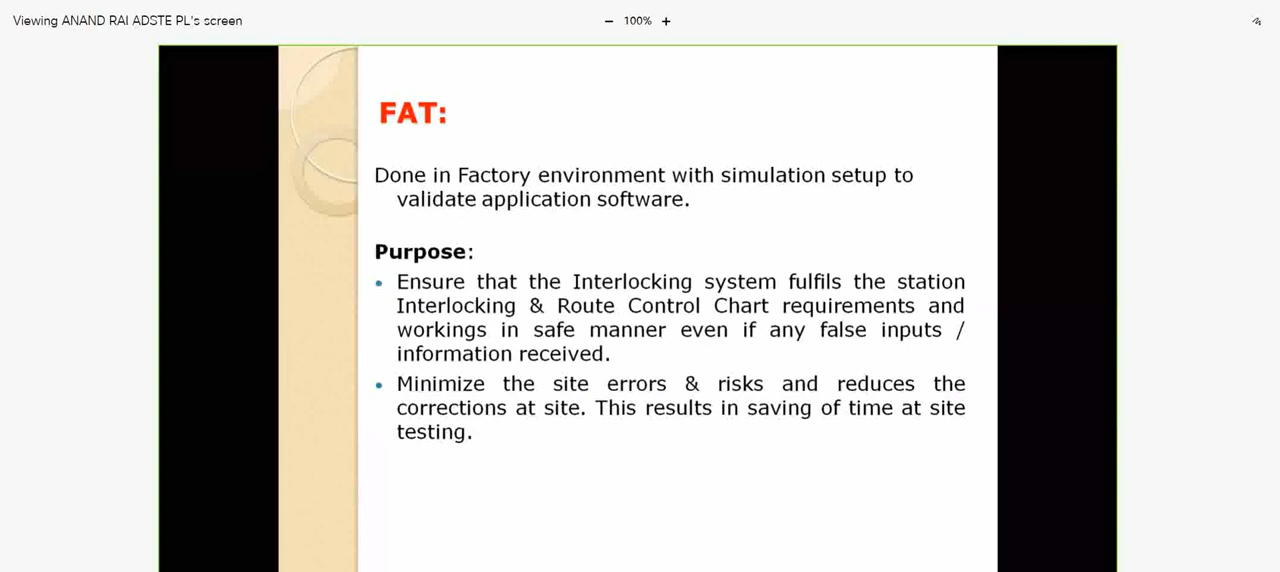 Viewing ANAND RAI ADSTE PL's screen
− 100% +
FAT:
Done in Factory environment with simulation setup to
validate application software.
Purpose:
• Ensure that the Interlocking system fulfils the station
Interlocking & Route Control Chart requirements and
workings in safe manner even if any false inputs /
information received.
• Minimize the site errors & risks and reduces the
corrections at site. This results in saving of time at site
testing.